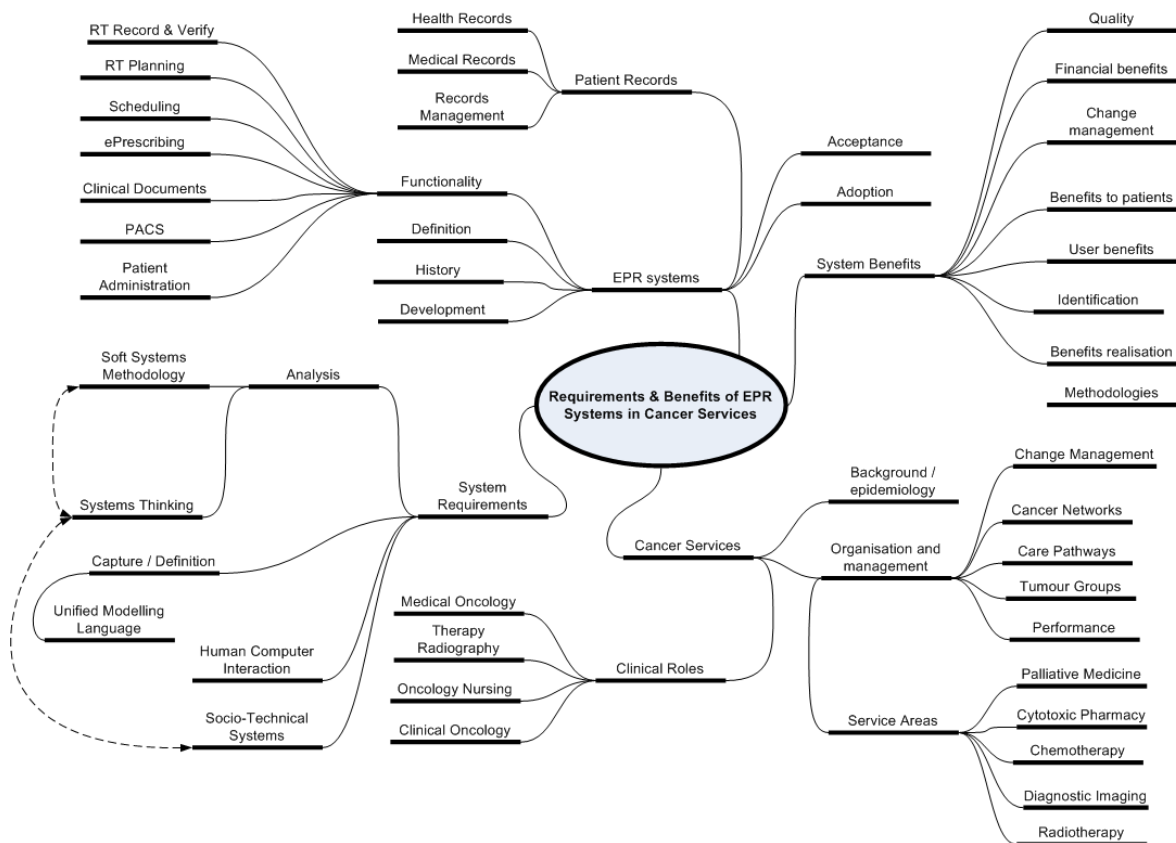 Health Records
Medical Records
Records
Management
Patient Records
RT Record & Verify
RT Planning
Scheduling
ePrescribing
Clinical Documents
PACS
Patient
Administration
Functionality
Definition
History
Development
EPR systems
Acceptance
Adoption
System Benefits
Quality
Financial benefits
Change
management
Benefits to patients
User benefits
Identification
Benefits realisation
Methodologies
Requirements & Benefits of EPR
Systems in Cancer Services
Soft Systems
Methodology
Analysis
Systems Thinking
System
Requirements
Capture / Definition
Unified Modelling
Language
Human Computer
Interaction
Socio-Technical
Systems
Cancer Services
Background /
epidemiology
Organisation and
management
Change Management
Cancer Networks
Care Pathways
Tumour Groups
Performance
Medical Oncology
Therapy
Radiography
Oncology Nursing
Clinical Oncology
Clinical Roles
Service Areas
Palliative Medicine
Cytotoxic Pharmacy
Chemotherapy
Diagnostic Imaging
Radiotherapy